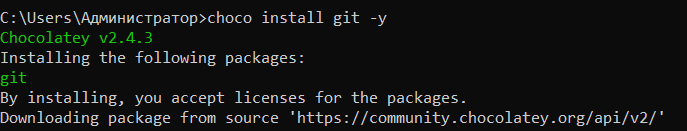 C:\Users\Администратор>choco install git -y
Chocolatey v2.4.3
Installing the following packages:
git
By installing, you accept licenses for the packages.
Downloading package from source 'https://community.chocolatey.org/api/v2/'